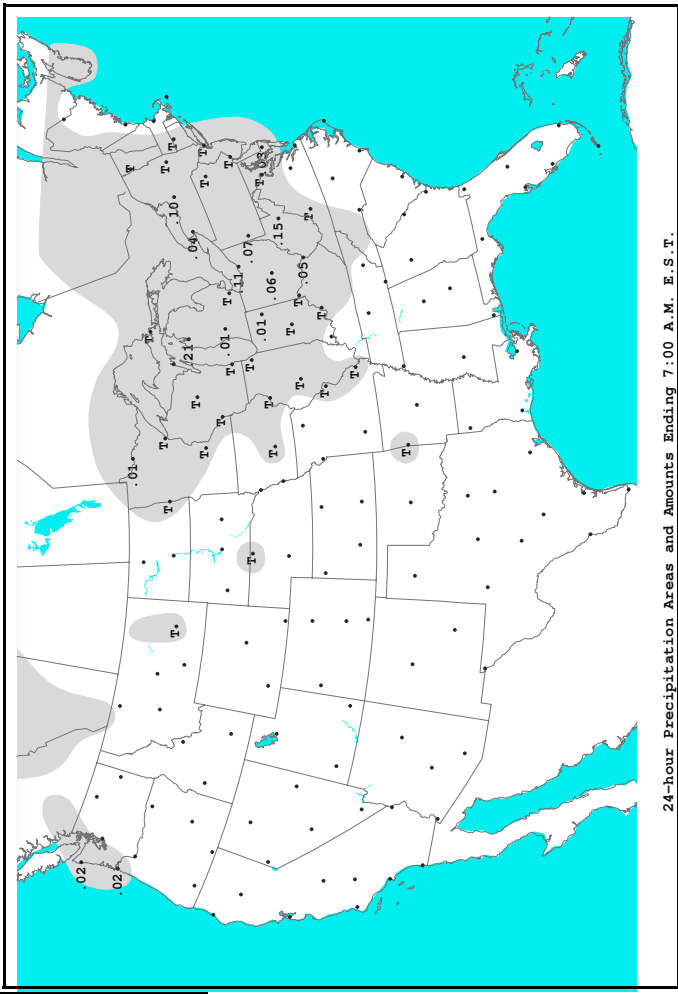 .02
.02
T
.01
T
T
T
T
T
T
.10
.21
.04
T
T
T
T
T
.01
T
T
T
.11
.07
T
T
T
.03
.01
T
.06
T
.15
T
T
T
.05
T
T
T
T
T
24-hour Precipitation Areas and Amounts Ending 7:00 A.M. E.S.T.